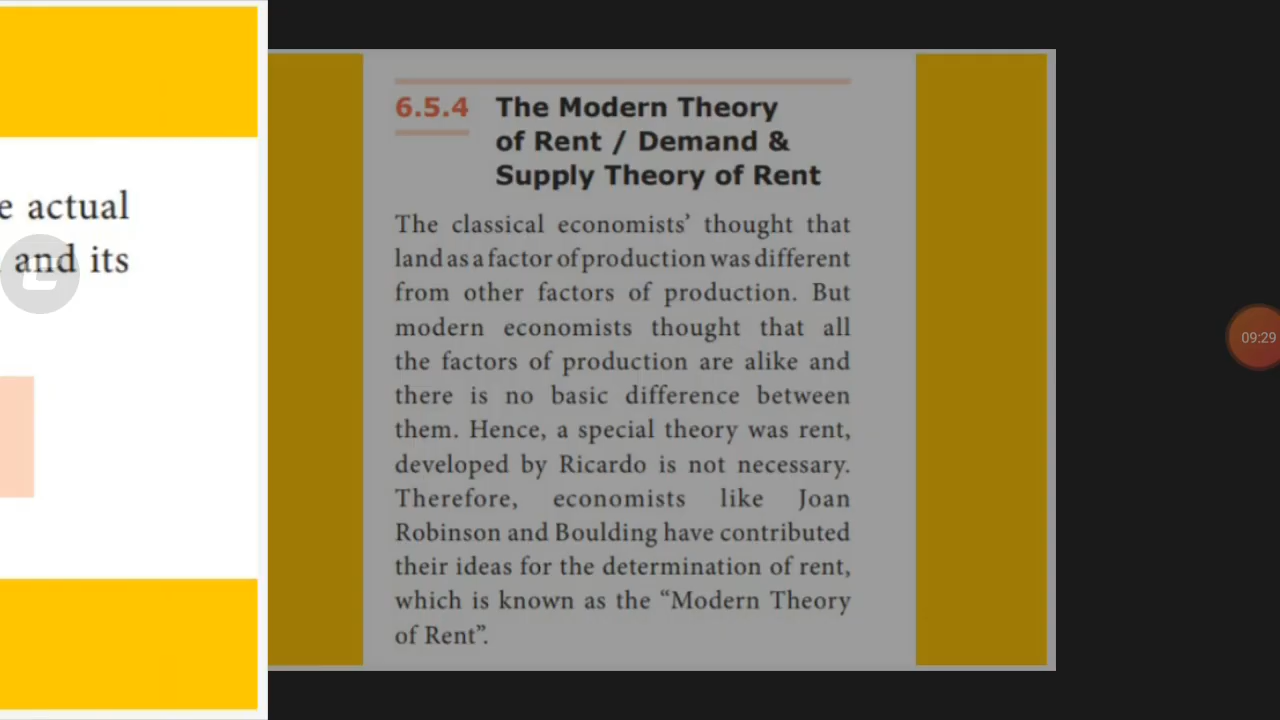 e actual
and its
6.5.4 The Modern Theory
of Rent / Demand &
Supply Theory of Rent
The classical economists’ thought that
land as a factor of production was different
from other factors of production. But
modern economists thought that all
the factors of production are alike and
there is no basic difference between
them. Hence, a special theory was rent,
developed by Ricardo is not necessary.
Therefore, economists like Joan
Robinson and Boulding have contributed
their ideas for the determination of rent,
which is known as the “Modern Theory
of Rent”.
09:29